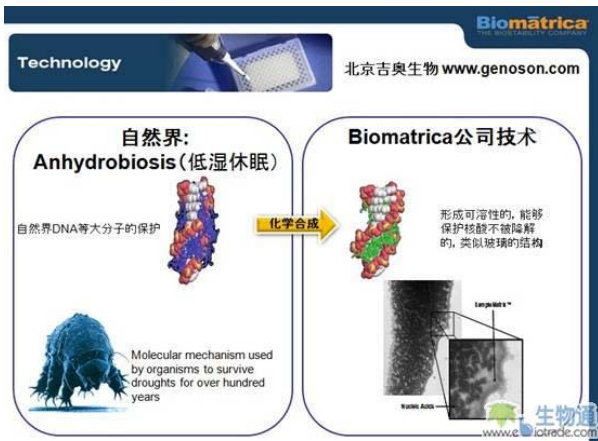 Biomātrica
THE BIOSTABILITY COMPANY
Technology
北京吉奥生物 www.genoson.com
自然界:
Anhydrobiosis(低湿休眠)
自然界DNA等大分子的保护
Molecular mechanism used
by organisms to survive
droughts for over hundred
years
化学合成
Biomatrica公司技术
形成可溶性的, 能够
保护核酸不被降解
的, 类似玻璃的结构
SampleMatrix™
Nucleic Acids
生物通
www.eBiotrade.com